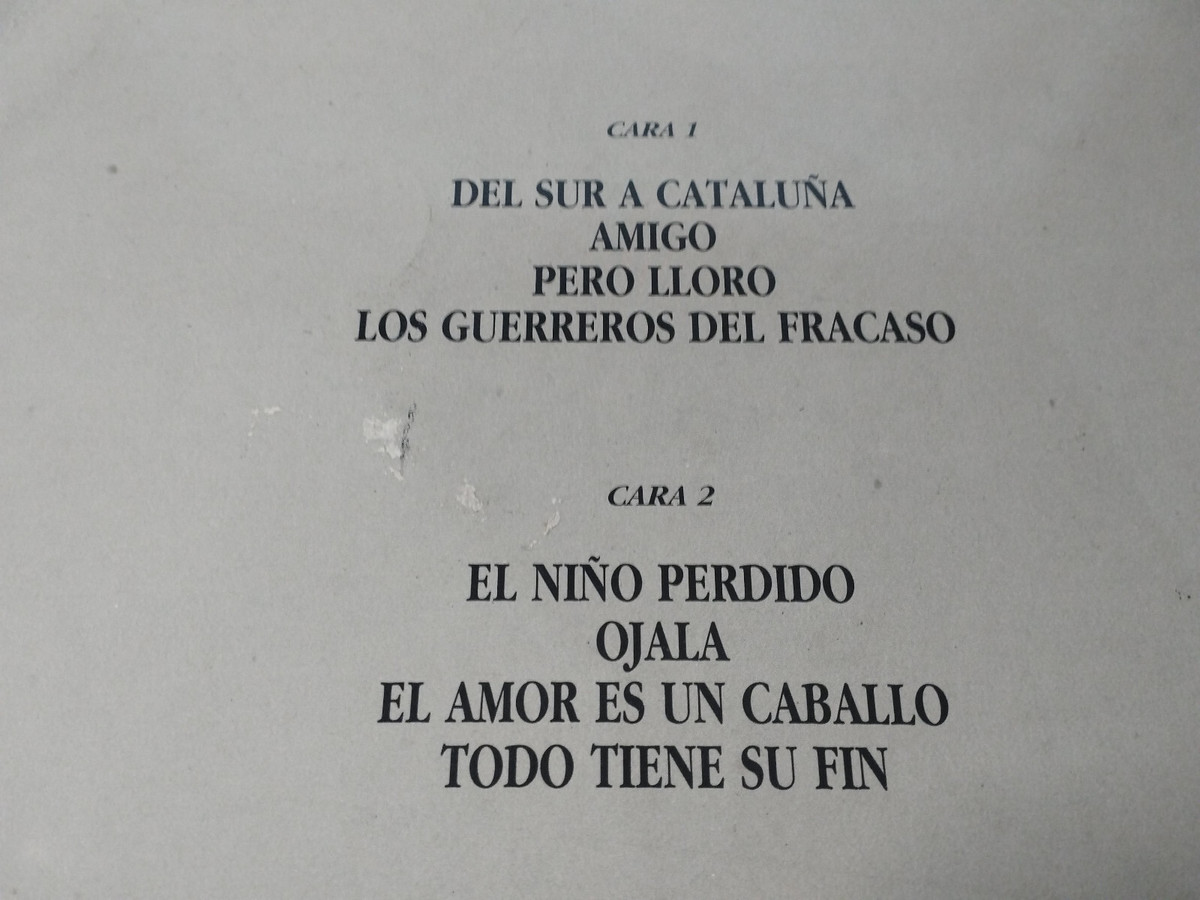 CARA 1
DEL SUR A CATALUÑA
AMIGO
PERO LLORO
LOS GUERREROS DEL FRACASO
CARA 2
EL NIÑO PERDIDO
OJALA
EL AMOR ES UN CABALLO
TODO TIENE SU FIN